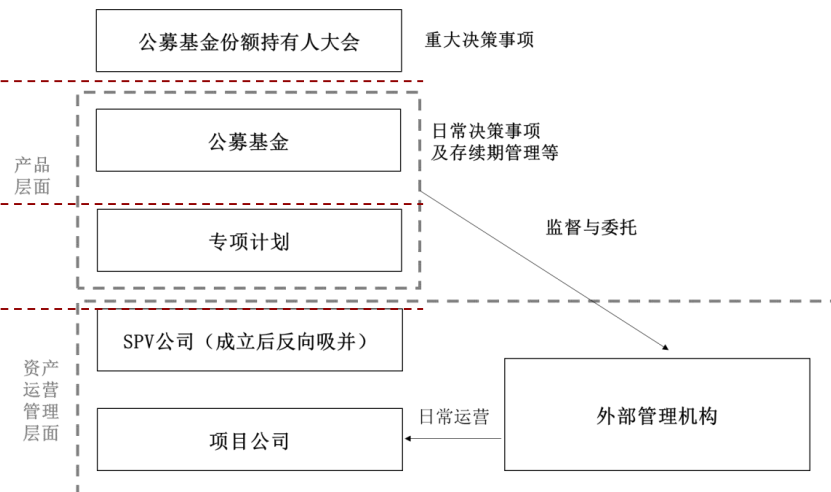 公募基金份额持有人大会
重大决策事项
公募基金
日常决策事项
及存续期管理等
产品
层面
专项计划
监督与委托
SPV公司（成立后反向吸并）
资产
运营
管理
层面
外部管理机构
日常运营
项目公司